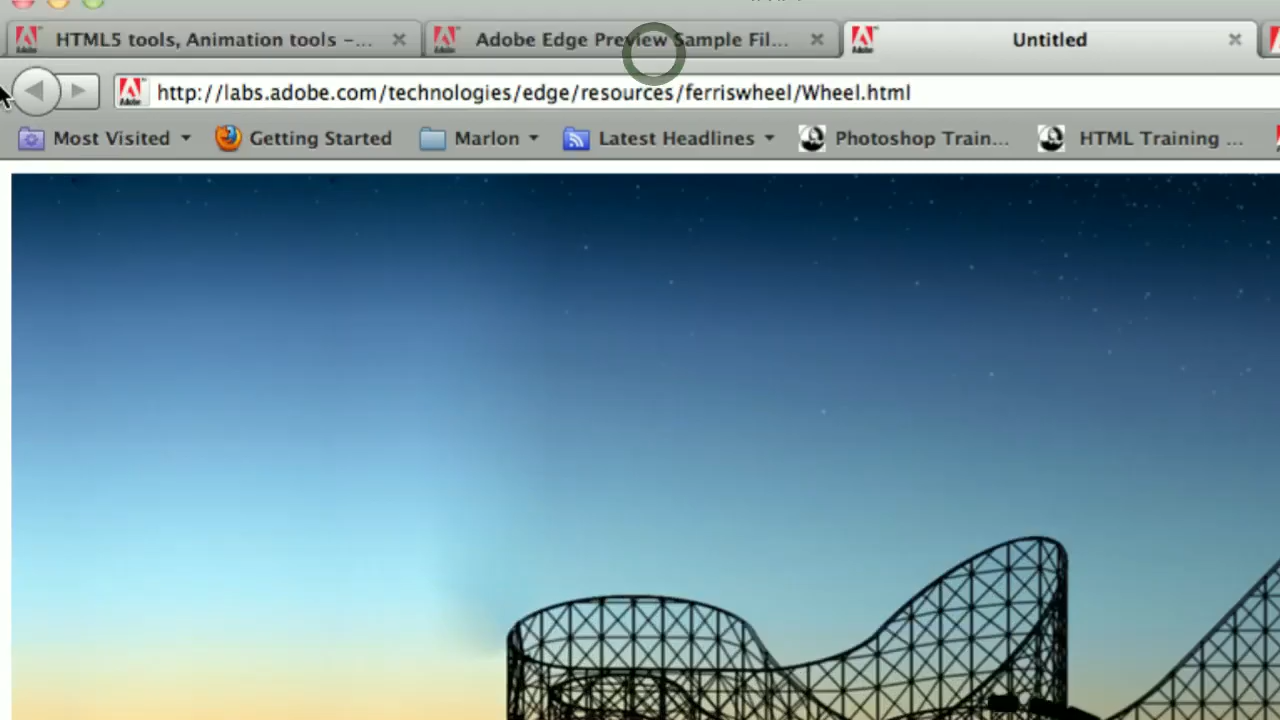 HTML5 tools, Animation tools –...
Adobe Edge Preview Sample Fil...
Untitled
http://labs.adobe.com/technologies/edge/resources/ferriswheel/Wheel.html
Most Visited
Getting Started
Marlon
Latest Headlines
Photoshop Train...
HTML Training ...